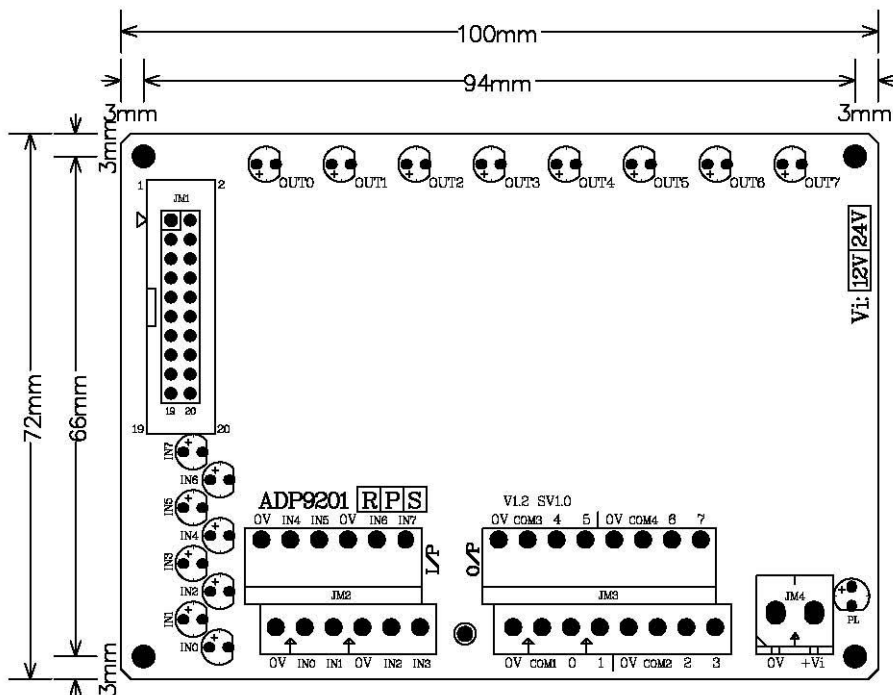 100mm
94mm
3mm 3mm
3mm
OUT0 OUT1 OUT2 OUT3 OUT4 OUT5 OUT6 OUT7
1 2
JM1
Vi: 12V 24V
72mm
66mm
19 20
19 20
IN7
IN6
IN5
IN4
IN3
IN2
IN1
IN0
ADP9201 R P S
V1.2 SV1.0
0V IN4 IN5 0V IN6 IN7
I/P
0V COM3 4 5 0V COM4 6 7
O/P
JM2
JM3
JM4
PL
0V IN0 IN1 0V IN2 IN3
0V COM1 0 1 0V COM2 2 3
0V +Vi
3mm